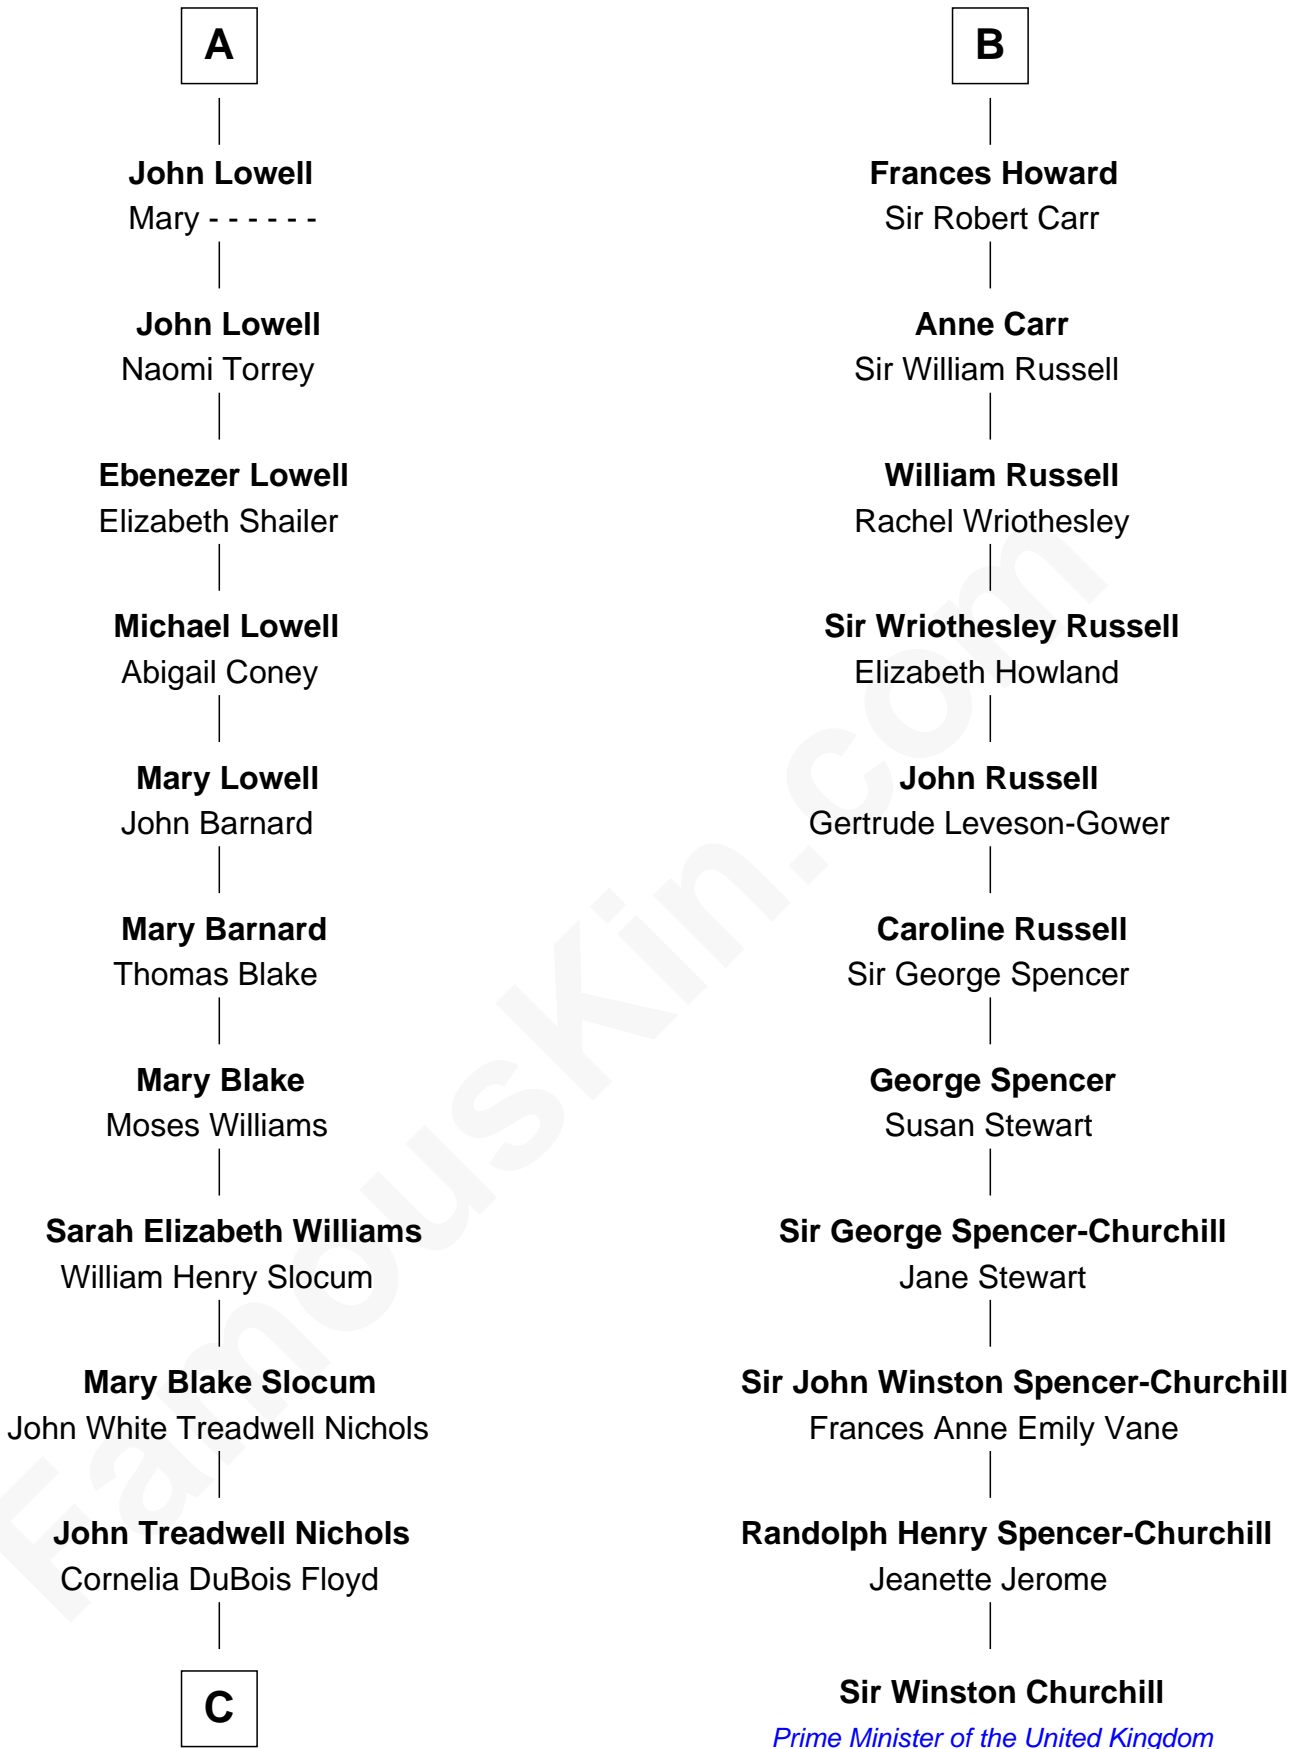 A
John Lowell
Mary - - - - - -
John Lowell
Naomi Torrey
Ebenezer Lowell
Elizabeth Shailer
Michael Lowell
Abigail Coney
Mary Lowell
John Barnard
Mary Barnard
Thomas Blake
Mary Blake
Moses Williams
Sarah Elizabeth Williams
William Henry Slocum
Mary Blake Slocum
John White Treadwell Nichols
John Treadwell Nichols
Cornelia DuBois Floyd
C
B
Frances Howard
Sir Robert Carr
Anne Carr
Sir William Russell
William Russell
Rachel Wriothesley
Sir Wriothesley Russell
Elizabeth Howland
John Russell
Gertrude Leveson-Gower
Caroline Russell
Sir George Spencer
George Spencer
Susan Stewart
Sir George Spencer-Churchill
Jane Stewart
Sir John Winston Spencer-Churchill
Frances Anne Emily Vane
Randolph Henry Spencer-Churchill
Jeanette Jerome
Sir Winston Churchill
Prime Minister of the United Kingdom
FamousKin.com